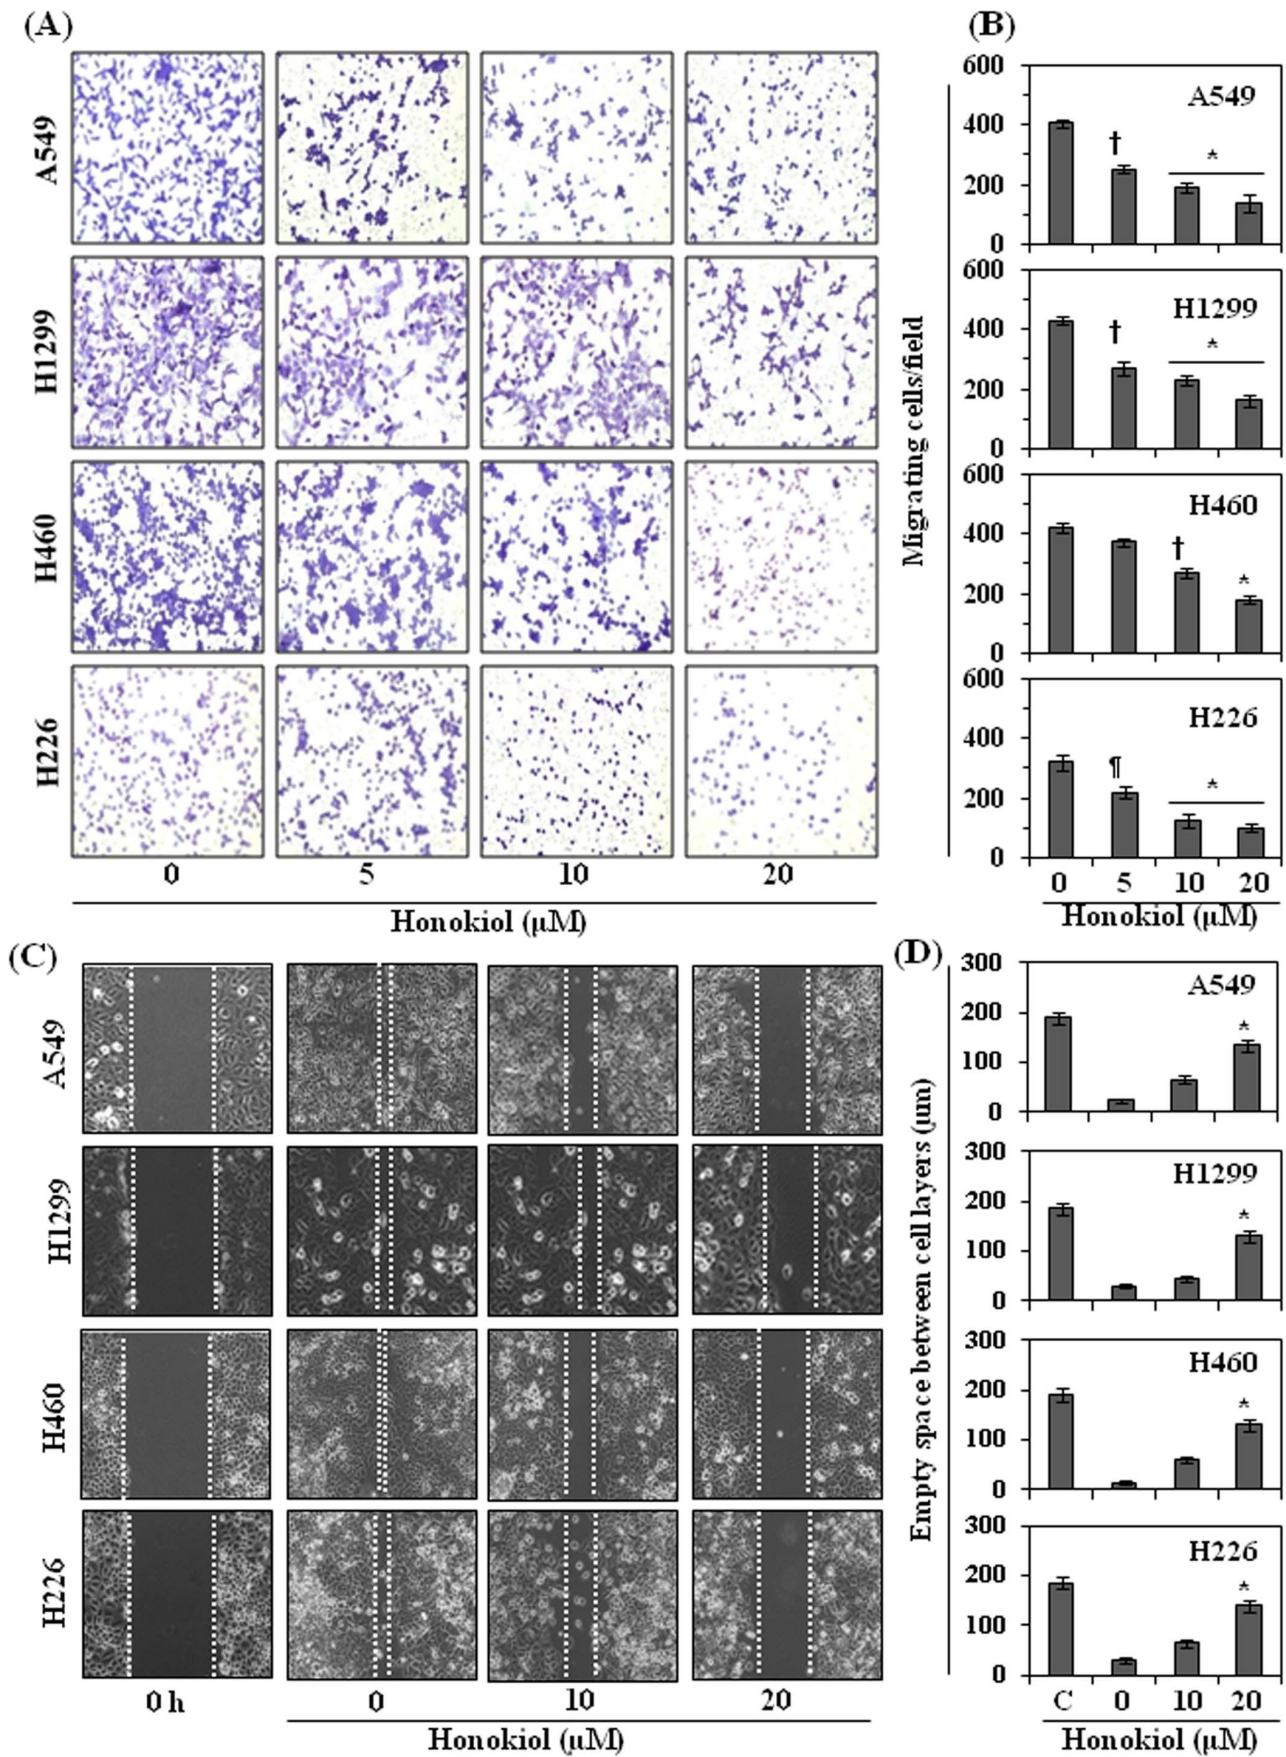 (A)
A549
H1299
H460
H226
0 5 10 20
Honokiol (µM)
(B)
Migrating cells/field
600
400
200
0
A549
†
*
600
400
200
0
H1299
†
*
600
400
200
0
H460
†
*
600
400
200
0
H226
¶
*
0 5 10 20
Honokiol (µM)
(C)
A549
H1299
H460
H226
0 h 0 10 20
Honokiol (µM)
(D)
Empty space between cell layers (µm)
300
200
100
0
A549
*
300
200
100
0
H1299
*
300
200
100
0
H460
*
300
200
100
0
H226
*
C 0 10 20
Honokiol (µM)